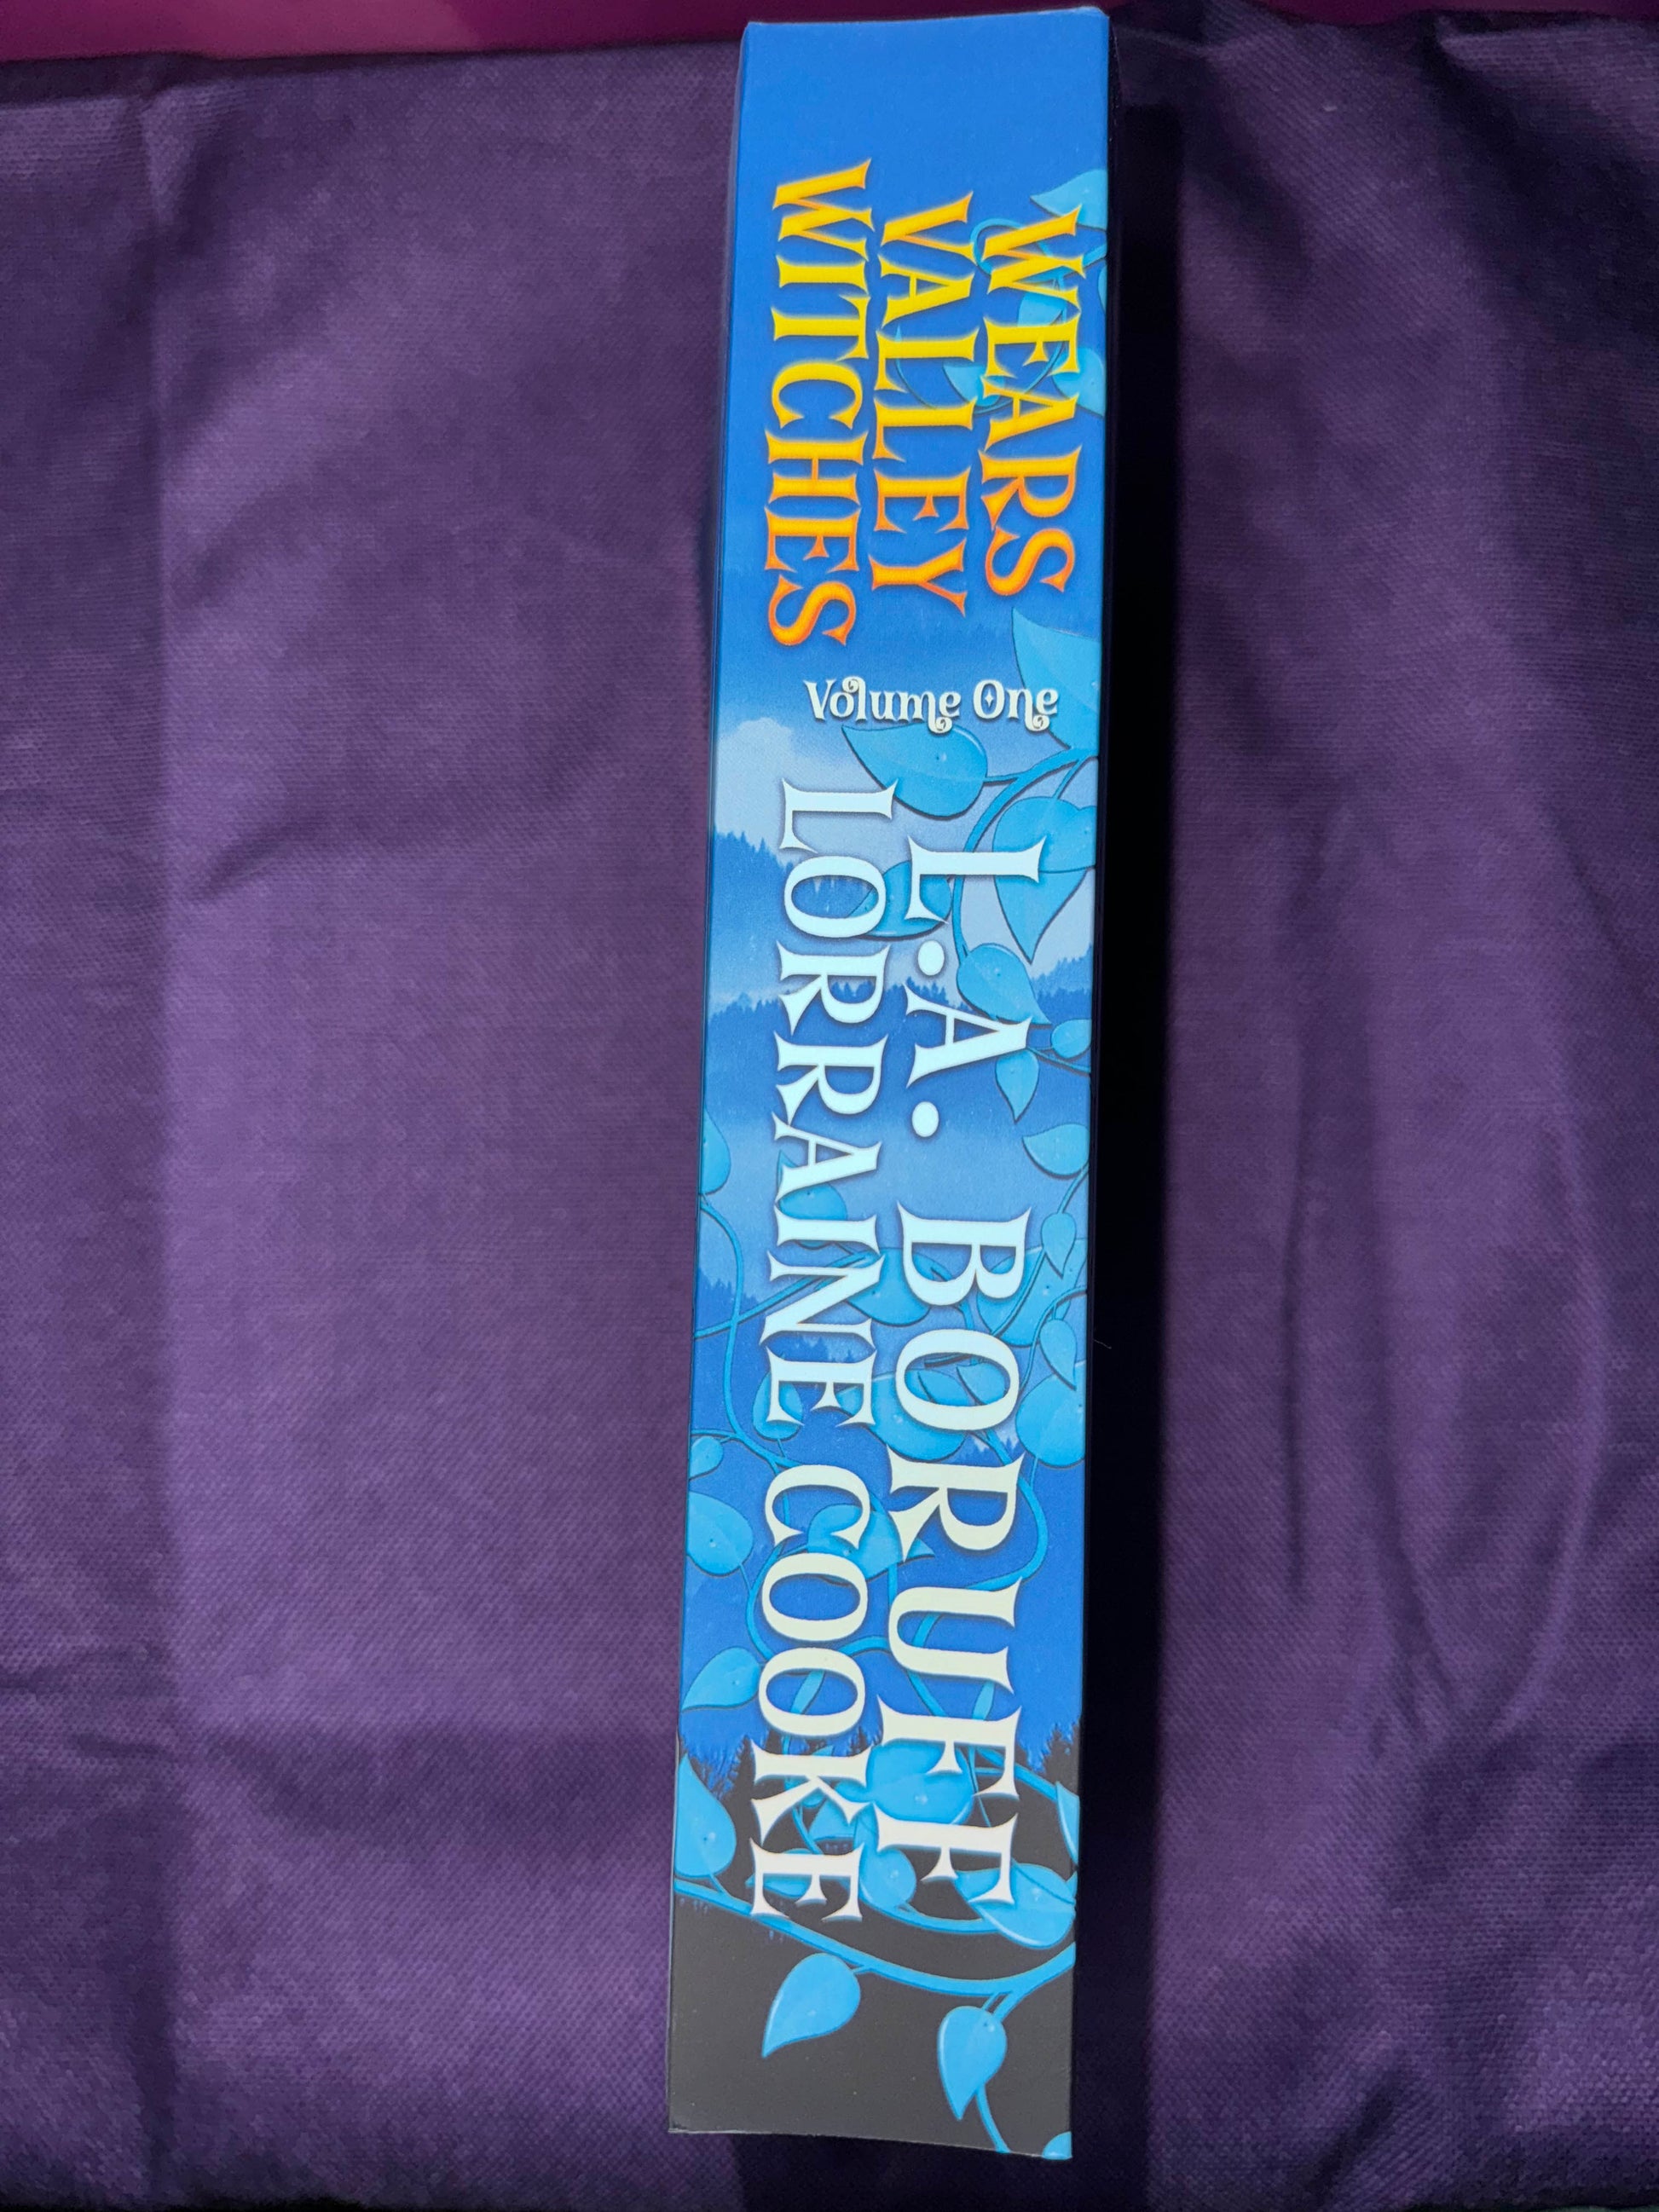 WEARS
VALLEY
WITCHES
Volume One
L.A. BORUFF
LORRAINE COOKE